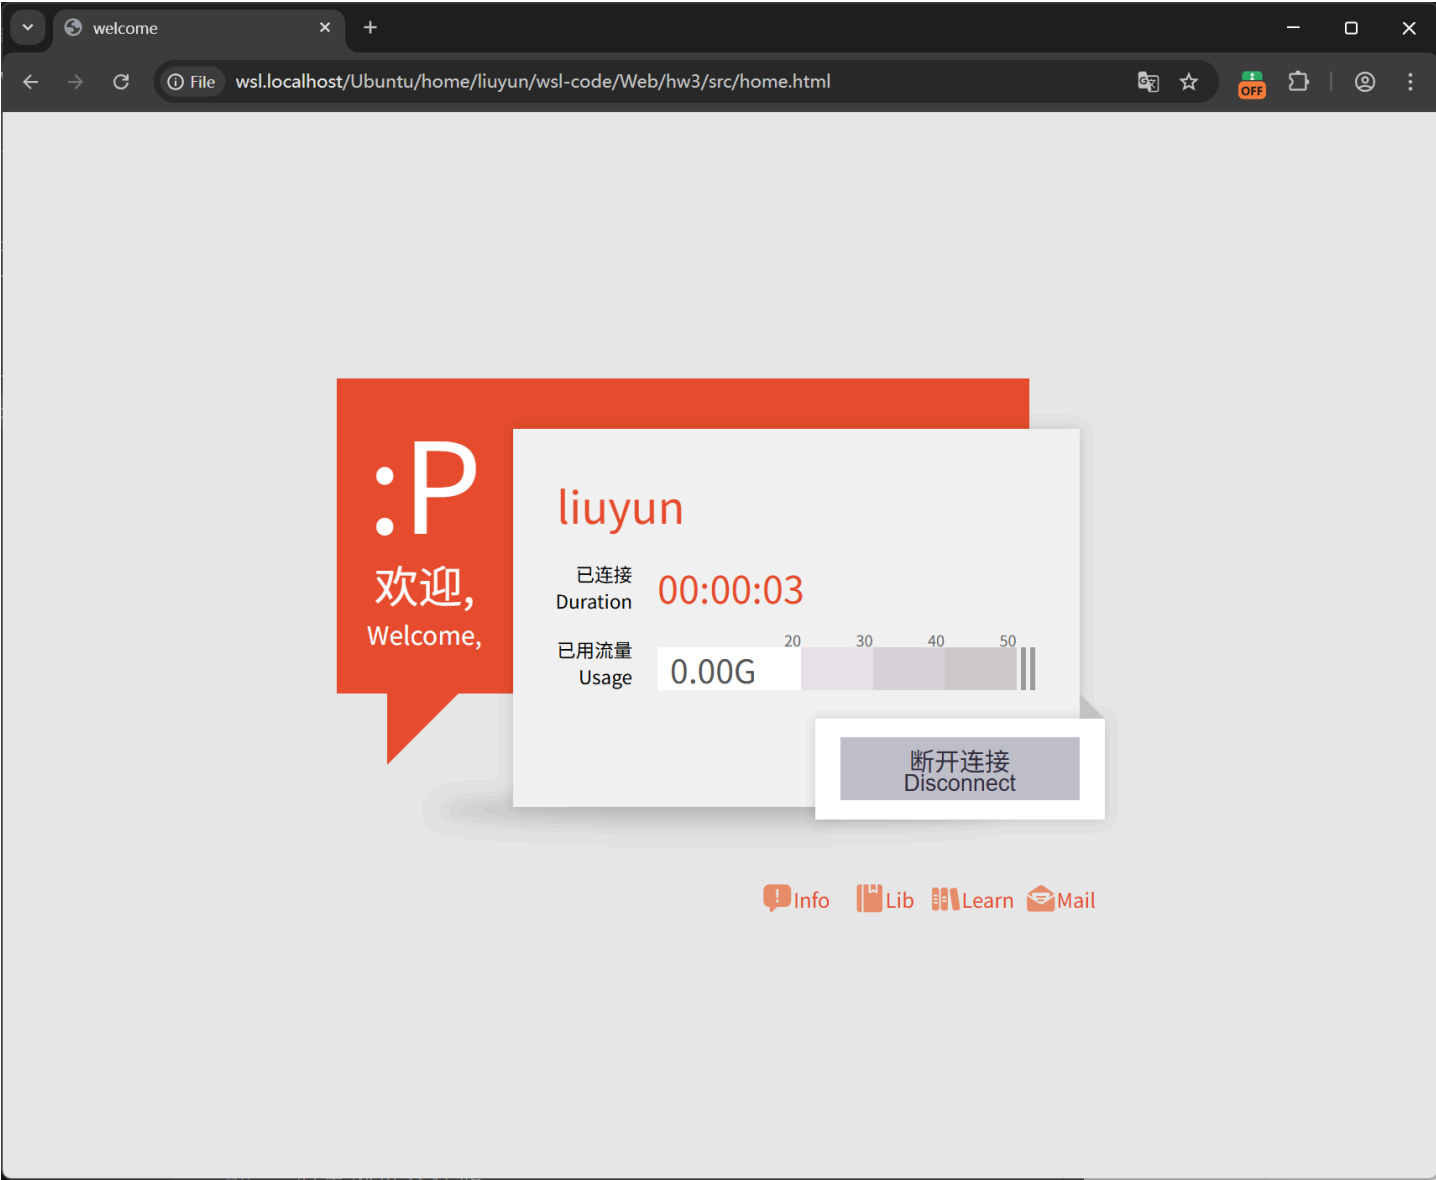 welcome
File
wsl.localhost/Ubuntu/home/liuyun/wsl-code/Web/hw3/src/home.html
OFF
:P
欢迎,
Welcome,
liuyun
已连接
Duration
00:00:03
已用流量
Usage
20 30 40 50
0.00G
断开连接
Disconnect
Info Lib Learn Mail